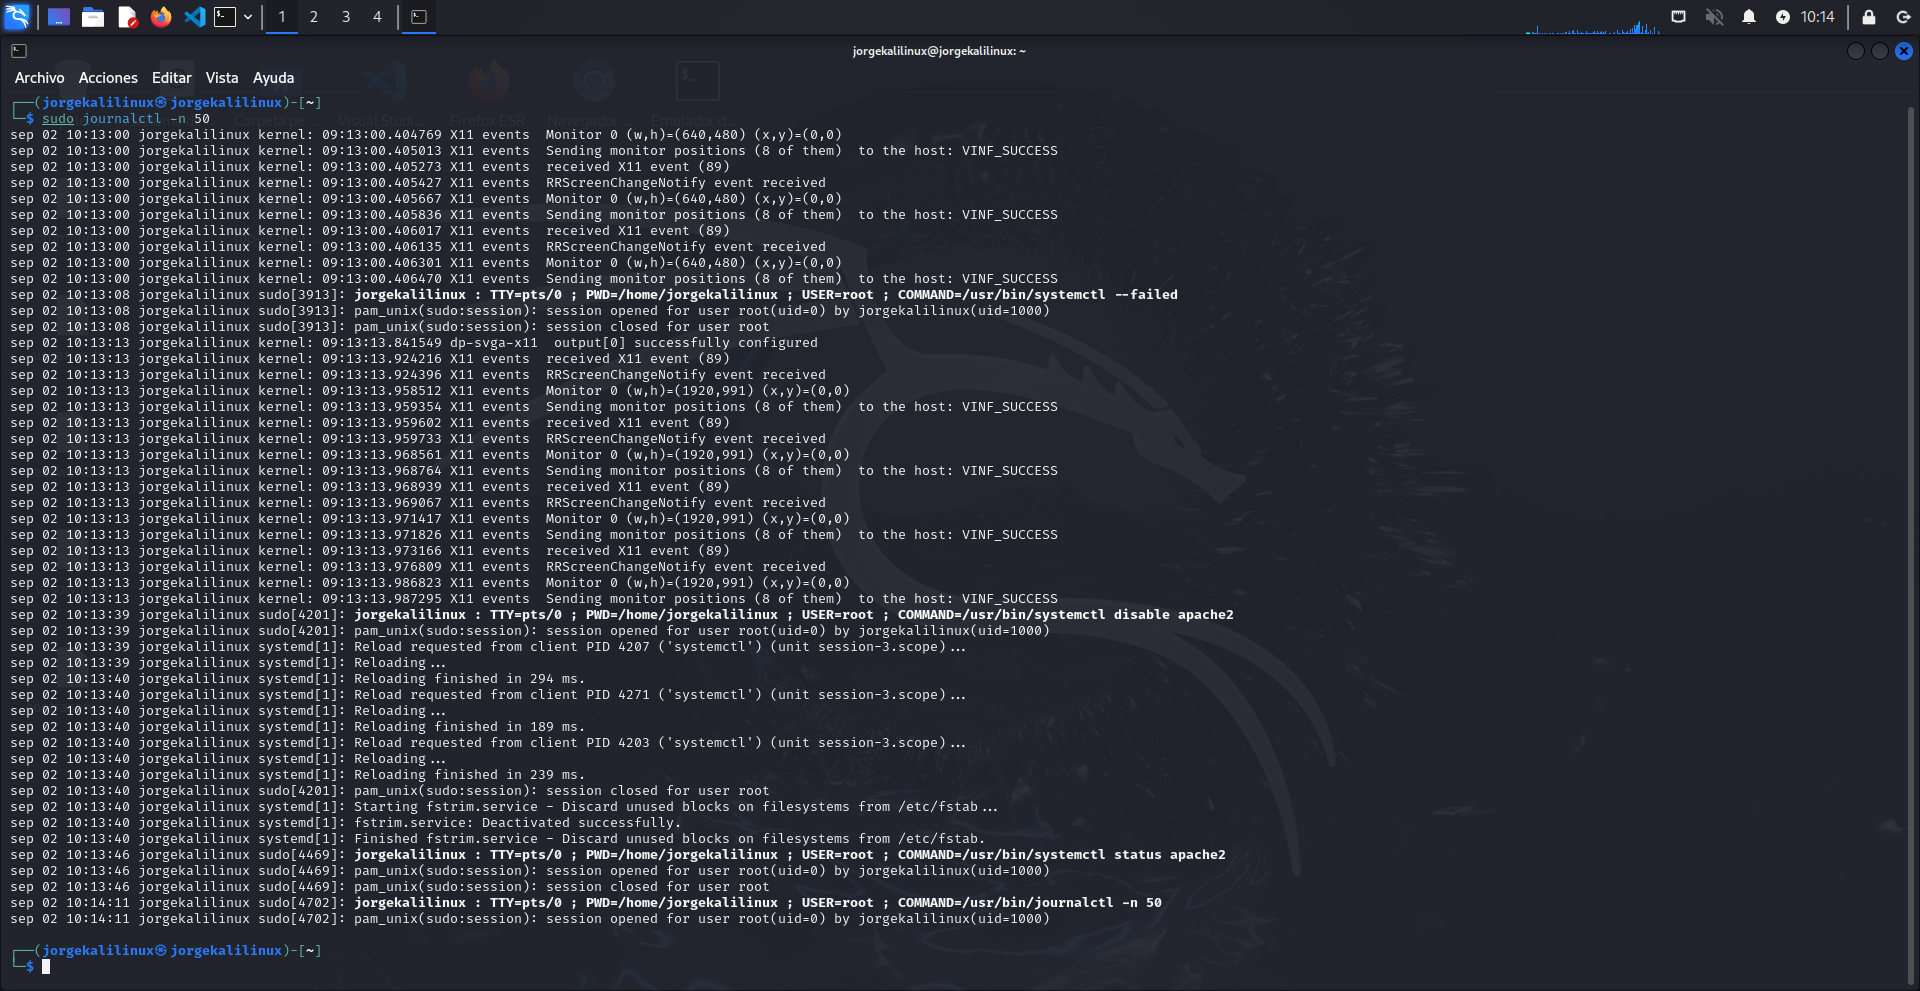 1 2 3 4
10:14
jorgekalilinux@jorgekalilinux: ~
Archivo Acciones Editar Vista Ayuda
┌──(jorgekalilinux㉿jorgekalilinux)-[~]
└─$ sudo journalctl -n 50
sep 02 10:13:00 jorgekalilinux kernel: 09:13:00.404769 X11 events  Monitor 0 (w,h)=(640,480) (x,y)=(0,0)
sep 02 10:13:00 jorgekalilinux kernel: 09:13:00.405013 X11 events  Sending monitor positions (8 of them)  to the host: VINF_SUCCESS
sep 02 10:13:00 jorgekalilinux kernel: 09:13:00.405273 X11 events  received X11 event (89)
sep 02 10:13:00 jorgekalilinux kernel: 09:13:00.405427 X11 events  RRScreenChangeNotify event received
sep 02 10:13:00 jorgekalilinux kernel: 09:13:00.405667 X11 events  Monitor 0 (w,h)=(640,480) (x,y)=(0,0)
sep 02 10:13:00 jorgekalilinux kernel: 09:13:00.405836 X11 events  Sending monitor positions (8 of them)  to the host: VINF_SUCCESS
sep 02 10:13:00 jorgekalilinux kernel: 09:13:00.406017 X11 events  received X11 event (89)
sep 02 10:13:00 jorgekalilinux kernel: 09:13:00.406135 X11 events  RRScreenChangeNotify event received
sep 02 10:13:00 jorgekalilinux kernel: 09:13:00.406301 X11 events  Monitor 0 (w,h)=(640,480) (x,y)=(0,0)
sep 02 10:13:00 jorgekalilinux kernel: 09:13:00.406470 X11 events  Sending monitor positions (8 of them)  to the host: VINF_SUCCESS
sep 02 10:13:08 jorgekalilinux sudo[3913]: jorgekalilinux : TTY=pts/0 ; PWD=/home/jorgekalilinux ; USER=root ; COMMAND=/usr/bin/systemctl --failed
sep 02 10:13:08 jorgekalilinux sudo[3913]: pam_unix(sudo:session): session opened for user root(uid=0) by jorgekalilinux(uid=1000)
sep 02 10:13:08 jorgekalilinux sudo[3913]: pam_unix(sudo:session): session closed for user root
sep 02 10:13:13 jorgekalilinux kernel: 09:13:13.841549 dp-svga-x11  output[0] successfully configured
sep 02 10:13:13 jorgekalilinux kernel: 09:13:13.924216 X11 events  received X11 event (89)
sep 02 10:13:13 jorgekalilinux kernel: 09:13:13.924396 X11 events  RRScreenChangeNotify event received
sep 02 10:13:13 jorgekalilinux kernel: 09:13:13.958512 X11 events  Monitor 0 (w,h)=(1920,991) (x,y)=(0,0)
sep 02 10:13:13 jorgekalilinux kernel: 09:13:13.959354 X11 events  Sending monitor positions (8 of them)  to the host: VINF_SUCCESS
sep 02 10:13:13 jorgekalilinux kernel: 09:13:13.959602 X11 events  received X11 event (89)
sep 02 10:13:13 jorgekalilinux kernel: 09:13:13.959733 X11 events  RRScreenChangeNotify event received
sep 02 10:13:13 jorgekalilinux kernel: 09:13:13.968561 X11 events  Monitor 0 (w,h)=(1920,991) (x,y)=(0,0)
sep 02 10:13:13 jorgekalilinux kernel: 09:13:13.968764 X11 events  Sending monitor positions (8 of them)  to the host: VINF_SUCCESS
sep 02 10:13:13 jorgekalilinux kernel: 09:13:13.968939 X11 events  received X11 event (89)
sep 02 10:13:13 jorgekalilinux kernel: 09:13:13.969067 X11 events  RRScreenChangeNotify event received
sep 02 10:13:13 jorgekalilinux kernel: 09:13:13.971417 X11 events  Monitor 0 (w,h)=(1920,991) (x,y)=(0,0)
sep 02 10:13:13 jorgekalilinux kernel: 09:13:13.971826 X11 events  Sending monitor positions (8 of them)  to the host: VINF_SUCCESS
sep 02 10:13:13 jorgekalilinux kernel: 09:13:13.973166 X11 events  received X11 event (89)
sep 02 10:13:13 jorgekalilinux kernel: 09:13:13.976809 X11 events  RRScreenChangeNotify event received
sep 02 10:13:13 jorgekalilinux kernel: 09:13:13.986823 X11 events  Monitor 0 (w,h)=(1920,991) (x,y)=(0,0)
sep 02 10:13:13 jorgekalilinux kernel: 09:13:13.987295 X11 events  Sending monitor positions (8 of them)  to the host: VINF_SUCCESS
sep 02 10:13:39 jorgekalilinux sudo[4201]: jorgekalilinux : TTY=pts/0 ; PWD=/home/jorgekalilinux ; USER=root ; COMMAND=/usr/bin/systemctl disable apache2
sep 02 10:13:39 jorgekalilinux sudo[4201]: pam_unix(sudo:session): session opened for user root(uid=0) by jorgekalilinux(uid=1000)
sep 02 10:13:39 jorgekalilinux systemd[1]: Reload requested from client PID 4207 ('systemctl') (unit session-3.scope)...
sep 02 10:13:39 jorgekalilinux systemd[1]: Reloading...
sep 02 10:13:40 jorgekalilinux systemd[1]: Reloading finished in 294 ms.
sep 02 10:13:40 jorgekalilinux systemd[1]: Reload requested from client PID 4271 ('systemctl') (unit session-3.scope)...
sep 02 10:13:40 jorgekalilinux systemd[1]: Reloading...
sep 02 10:13:40 jorgekalilinux systemd[1]: Reloading finished in 189 ms.
sep 02 10:13:40 jorgekalilinux systemd[1]: Reload requested from client PID 4203 ('systemctl') (unit session-3.scope)...
sep 02 10:13:40 jorgekalilinux systemd[1]: Reloading...
sep 02 10:13:40 jorgekalilinux systemd[1]: Reloading finished in 239 ms.
sep 02 10:13:40 jorgekalilinux sudo[4201]: pam_unix(sudo:session): session closed for user root
sep 02 10:13:40 jorgekalilinux systemd[1]: Starting fstrim.service - Discard unused blocks on filesystems from /etc/fstab...
sep 02 10:13:40 jorgekalilinux systemd[1]: fstrim.service: Deactivated successfully.
sep 02 10:13:40 jorgekalilinux systemd[1]: Finished fstrim.service - Discard unused blocks on filesystems from /etc/fstab.
sep 02 10:13:46 jorgekalilinux sudo[4469]: jorgekalilinux : TTY=pts/0 ; PWD=/home/jorgekalilinux ; USER=root ; COMMAND=/usr/bin/systemctl status apache2
sep 02 10:13:46 jorgekalilinux sudo[4469]: pam_unix(sudo:session): session opened for user root(uid=0) by jorgekalilinux(uid=1000)
sep 02 10:13:46 jorgekalilinux sudo[4469]: pam_unix(sudo:session): session closed for user root
sep 02 10:14:11 jorgekalilinux sudo[4702]: jorgekalilinux : TTY=pts/0 ; PWD=/home/jorgekalilinux ; USER=root ; COMMAND=/usr/bin/journalctl -n 50
sep 02 10:14:11 jorgekalilinux sudo[4702]: pam_unix(sudo:session): session opened for user root(uid=0) by jorgekalilinux(uid=1000)
┌──(jorgekalilinux㉿jorgekalilinux)-[~]
└─$